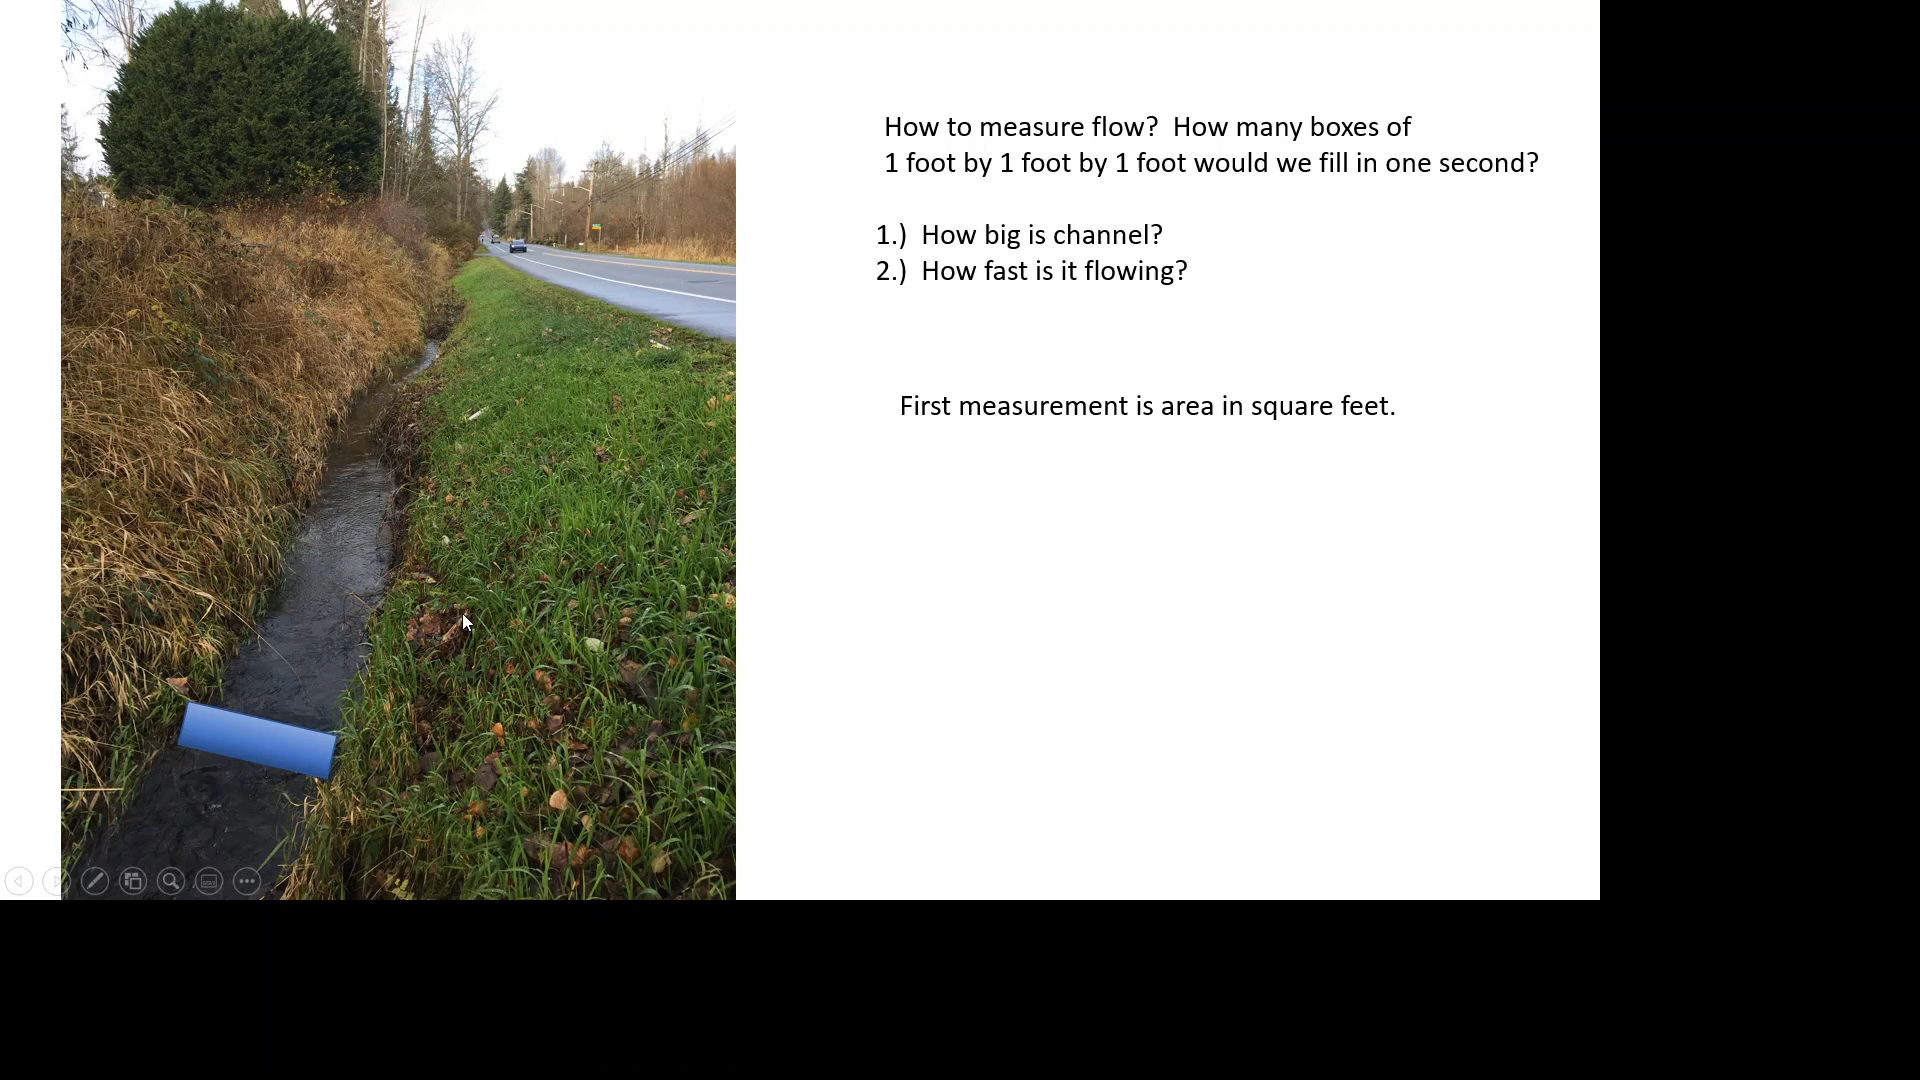 How to measure flow?  How many boxes of
1 foot by 1 foot by 1 foot would we fill in one second?
1.)  How big is channel?
2.)  How fast is it flowing?
First measurement is area in square feet.